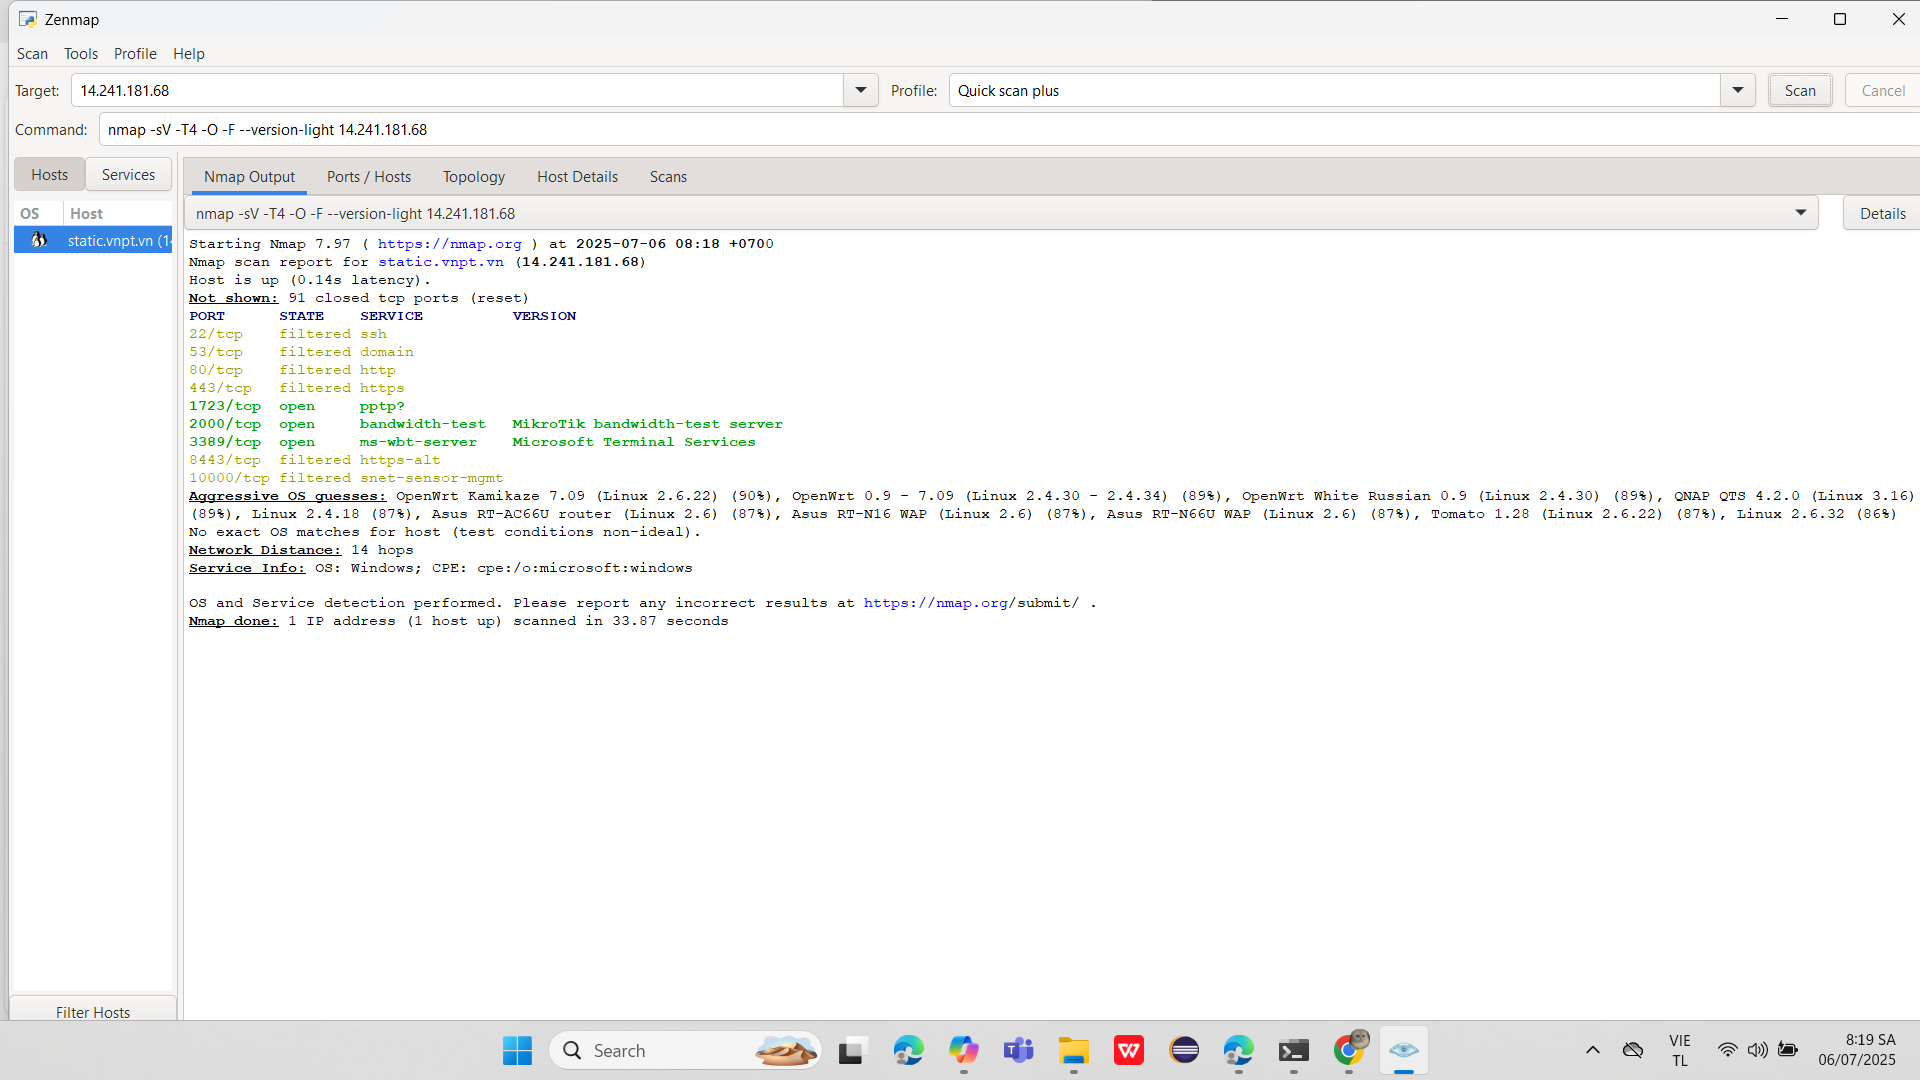 Zenmap
Scan Tools Profile Help
Target: 14.241.181.68 Profile: Quick scan plus Scan Cancel
Command: nmap -sV -T4 -O -F --version-light 14.241.181.68
Hosts Services Nmap Output Ports / Hosts Topology Host Details Scans
OS Host
static.vnpt.vn (14
nmap -sV -T4 -O -F --version-light 14.241.181.68 Details
Starting Nmap 7.97 ( https://nmap.org ) at 2025-07-06 08:18 +0700
Nmap scan report for static.vnpt.vn (14.241.181.68)
Host is up (0.14s latency).
Not shown: 91 closed tcp ports (reset)
PORT STATE SERVICE VERSION
22/tcp filtered ssh
53/tcp filtered domain
80/tcp filtered http
443/tcp filtered https
1723/tcp open pptp?
2000/tcp open bandwidth-test MikroTik bandwidth-test server
3389/tcp open ms-wbt-server Microsoft Terminal Services
8443/tcp filtered https-alt
10000/tcp filtered snet-sensor-mgmt
Aggressive OS guesses: OpenWrt Kamikaze 7.09 (Linux 2.6.22) (90%), OpenWrt 0.9 - 7.09 (Linux 2.4.30 - 2.4.34) (89%), OpenWrt White Russian 0.9 (Linux 2.4.30) (89%), QNAP QTS 4.2.0 (Linux 3.16)
(89%), Linux 2.4.18 (87%), Asus RT-AC66U router (Linux 2.6) (87%), Asus RT-N16 WAP (Linux 2.6) (87%), Asus RT-N66U WAP (Linux 2.6) (87%), Tomato 1.28 (Linux 2.6.22) (87%), Linux 2.6.32 (86%)
No exact OS matches for host (test conditions non-ideal).
Network Distance: 14 hops
Service Info: OS: Windows; CPE: cpe:/o:microsoft:windows
OS and Service detection performed. Please report any incorrect results at https://nmap.org/submit/ .
Nmap done: 1 IP address (1 host up) scanned in 33.87 seconds
Filter Hosts
Search
VIE
TL
8:19 SA
06/07/2025